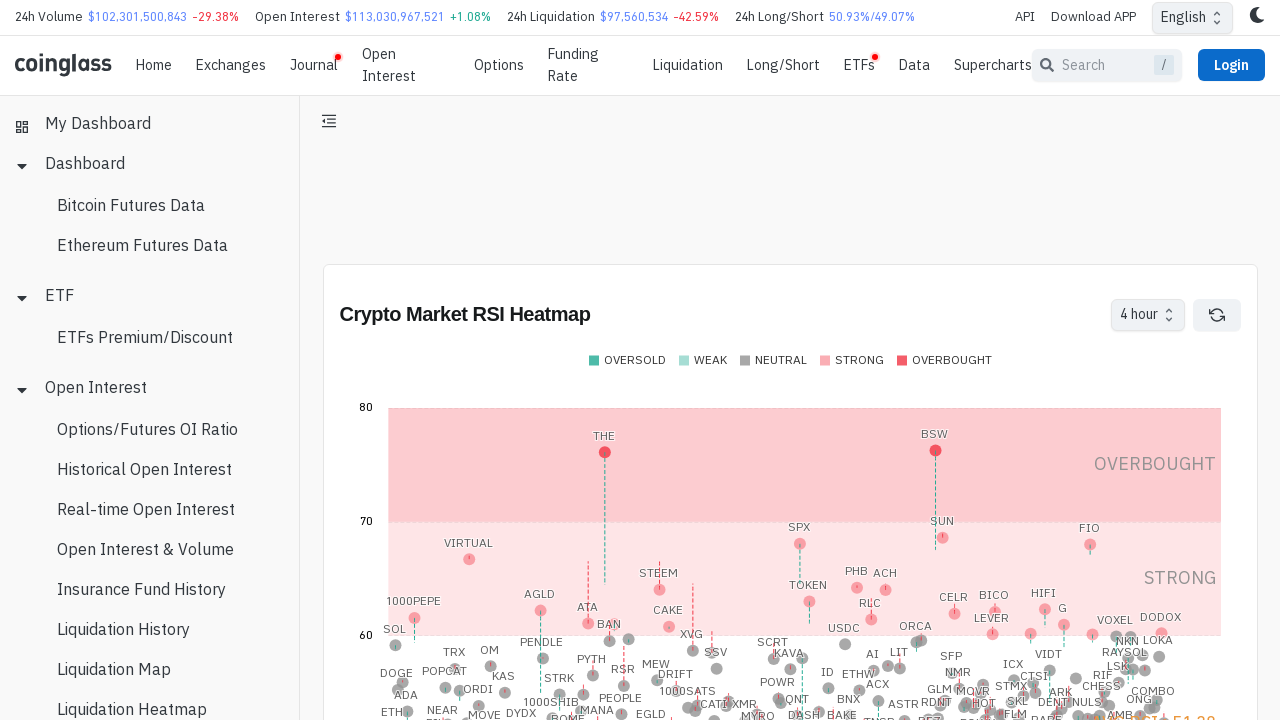 24h Volume $102,301,500,843 -29.38% Open Interest $113,030,967,521 +1.08% 24h Liquidation $97,560,534 -42.59% 24h Long/Short 50.93%/49.07% API Download APP English
coinglass Home Exchanges Journal Open Interest Options Funding Rate Liquidation Long/Short ETFs Data Supercharts Search / Login
My Dashboard
Dashboard
Bitcoin Futures Data
Ethereum Futures Data
ETF
ETFs Premium/Discount
Open Interest
Options/Futures OI Ratio
Historical Open Interest
Real-time Open Interest
Open Interest & Volume
Insurance Fund History
Liquidation History
Liquidation Map
Liquidation Heatmap
Crypto Market RSI Heatmap
4 hour
OVERSOLD WEAK NEUTRAL STRONG OVERBOUGHT
80
THE BSW
OVERBOUGHT
70
SUN
SPX FIO
VIRTUAL
STEEM PHB ACH
STRONG
TOKEN
AGLD CELR BICO HIFI
1000PEPE ATA CAKE RLC G
LEVER VOXEL DODOX
SOL BAN USDC ORCA
60
XVG
PENDLE SCRT NKN LOKA
TRX OM SSV KAVA AI LIT SFP VIDT RAYSOL
PYTH MEW ICX LSK
DOGE POPCAT KAS STRK RSR DRIFT POWR ID ETHW NMR CTSI RIF
ADA ORDI 1000SATS ACX GLM MOVR STMX ARK CHESS COMBO
1000SHIB PEOPLE CATI XMR QNT BNX ASTR RDNT HOT SKL DENT NULS ONG
ETH NEAR MOVE DYDX BOME MANA EGLD MYRO DASH BAKE FLM AMB